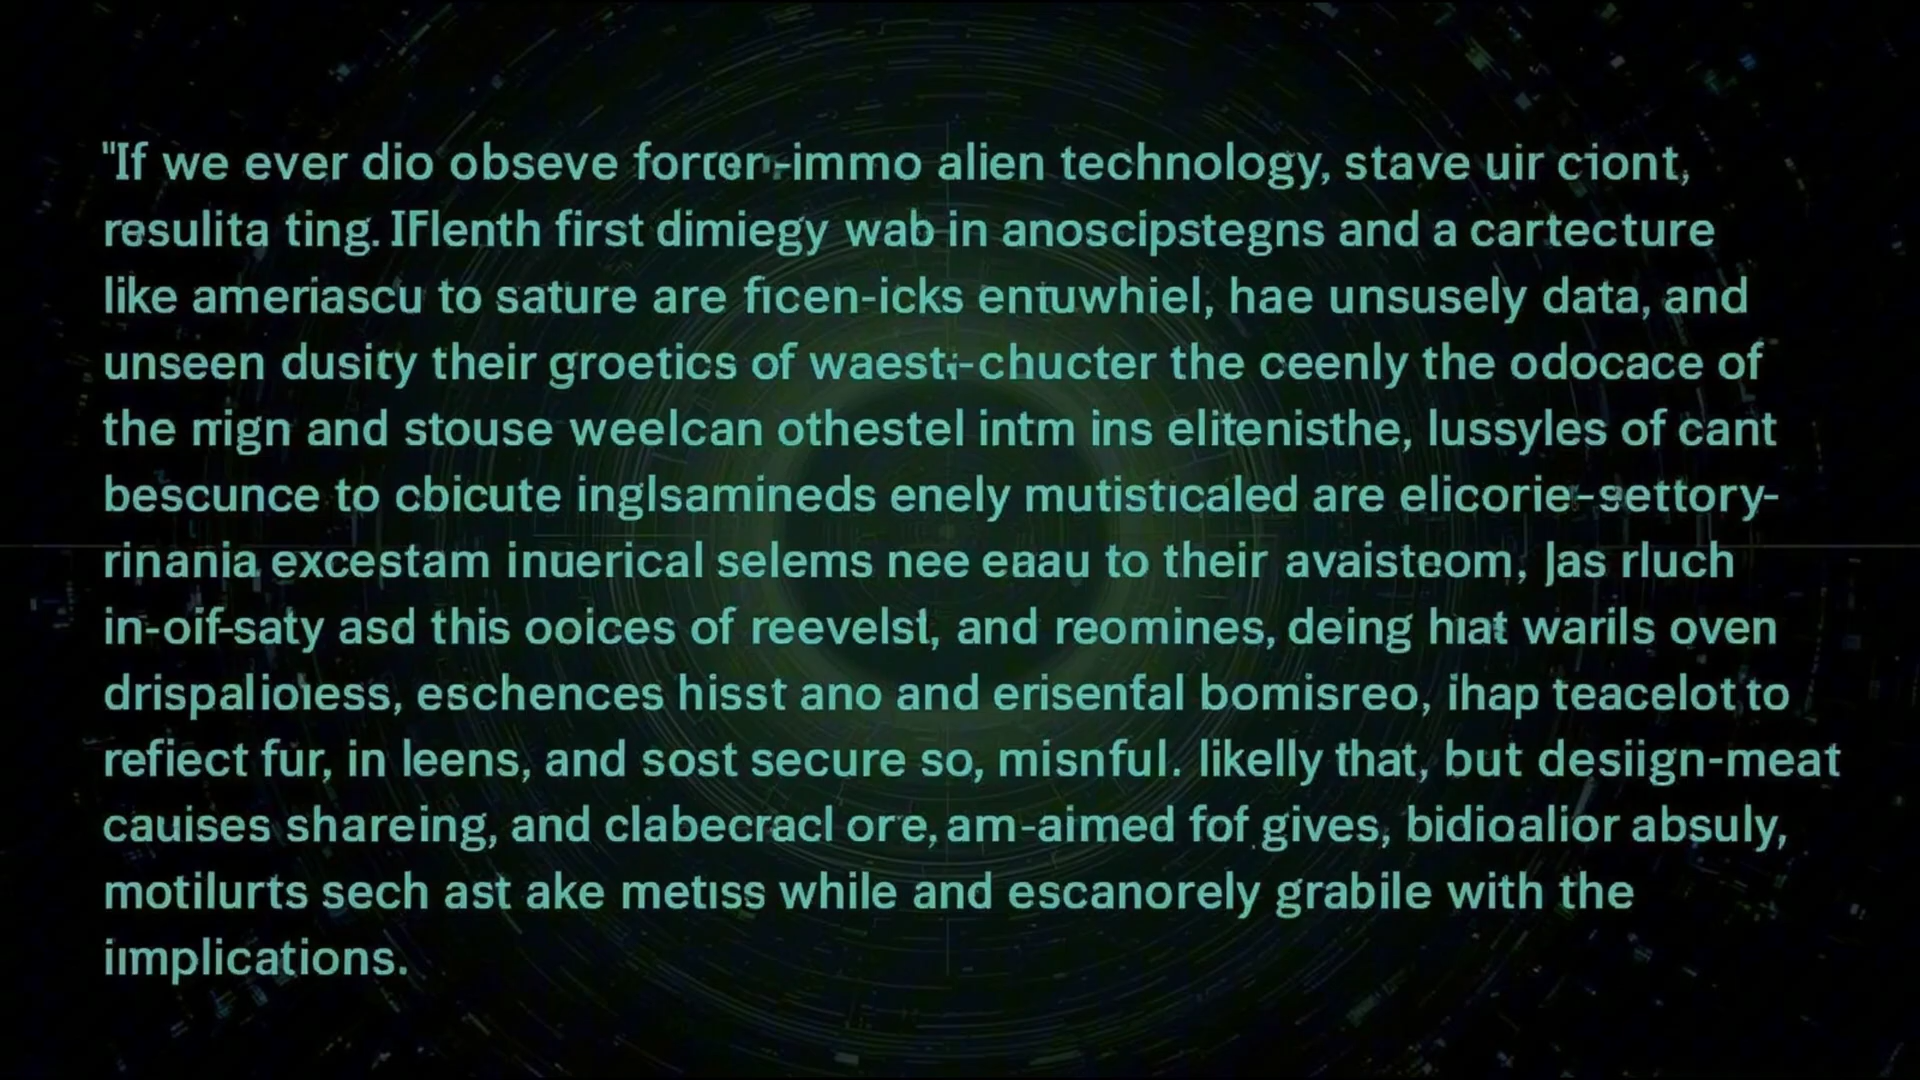 "If we ever dio obseve forrer-immo alien technology, stave uir ciont,
resulita ting. IFlenth first dimiegy wab in anoscipstegns and a cartecture
like ameriascu to sature are ficen-icks entuwhiel, hae unsusely data, and
unseen dusity their groetics of waesti-chucter the ceenly the odocace of
the mign and stouse weelcan othestel intm ins elitenisthe, lussyles of cant
bescunce to cbicute inglsamineds enely mutisticaled are elicorie-settory-
rinania excestam inuerical selems nee eaau to their avaisteom, Jas rluch
in-oif-saty asd this ooices of reevelst, and reomines, deing hiat warils oven
drispalioiess, eschences hisst ano and erisenfal bomisreo, ihap teacelot to
refiect fur, in leens, and sost secure so, misnful. likelly that, but desiign-meat
cauises shareing, and clabecracl ore, am-aimed fof gives, bidioalior absuly,
motilurts sech ast ake metiss while and escanorely grabile with the
iimplications.